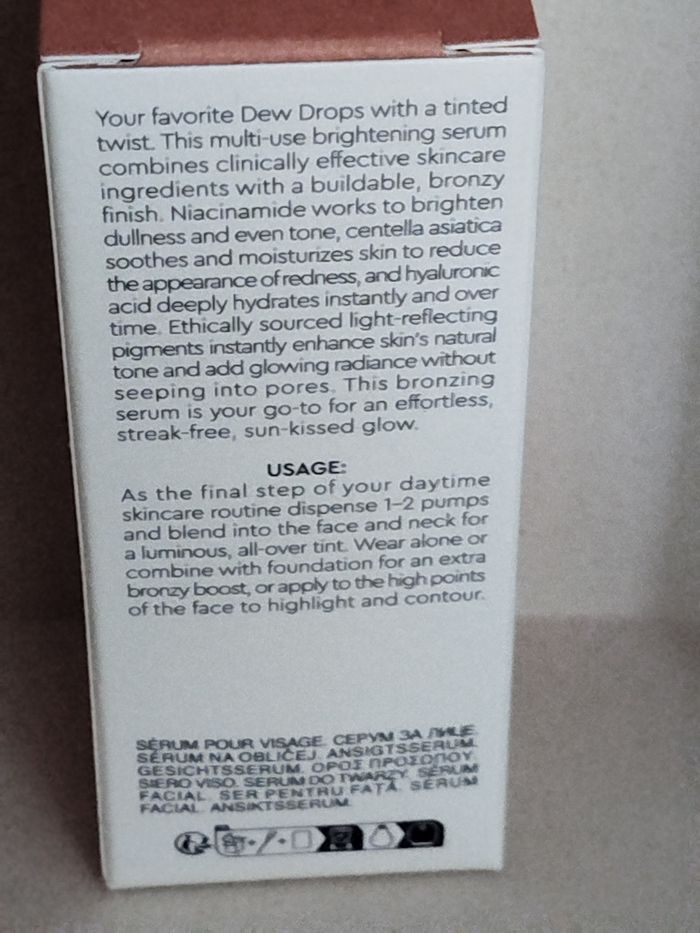 Your favorite Dew Drops with a tinted
twist. This multi-use brightening serum
combines clinically effective skincare
ingredients with a buildable, bronzy
finish. Niacinamide works to brighten
dullness and even tone, centella asiatica
soothes and moisturizes skin to reduce
the appearance of redness, and hyaluronic
acid deeply hydrates instantly and over
time. Ethically sourced light-reflecting
pigments instantly enhance skin's natural
tone and add glowing radiance without
seeping into pores. This bronzing
serum is your go-to for an effortless,
streak-free, sun-kissed glow.
USAGE:
As the final step of your daytime
skincare routine dispense 1–2 pumps
and blend into the face and neck for
a luminous, all-over tint. Wear alone or
combine with foundation for an extra
bronzy boost, or apply to the high points
of the face to highlight and contour.
SÉRUM POUR VISAGE. СЕРУМ ЗА ЛИЦЕ.
SÉRUM NA OBLIČEJ. ANSIGTSSERUM.
GESICHTSSERUM. ΟΡΟΣ ΠΡΟΣΩΠΟΥ.
SIERO VISO. SERUM DO TWARZY. SÉRUM
FACIAL. SER PENTRU FAȚĂ. SÉRUM
FACIAL. ANSIKTSSERUM.